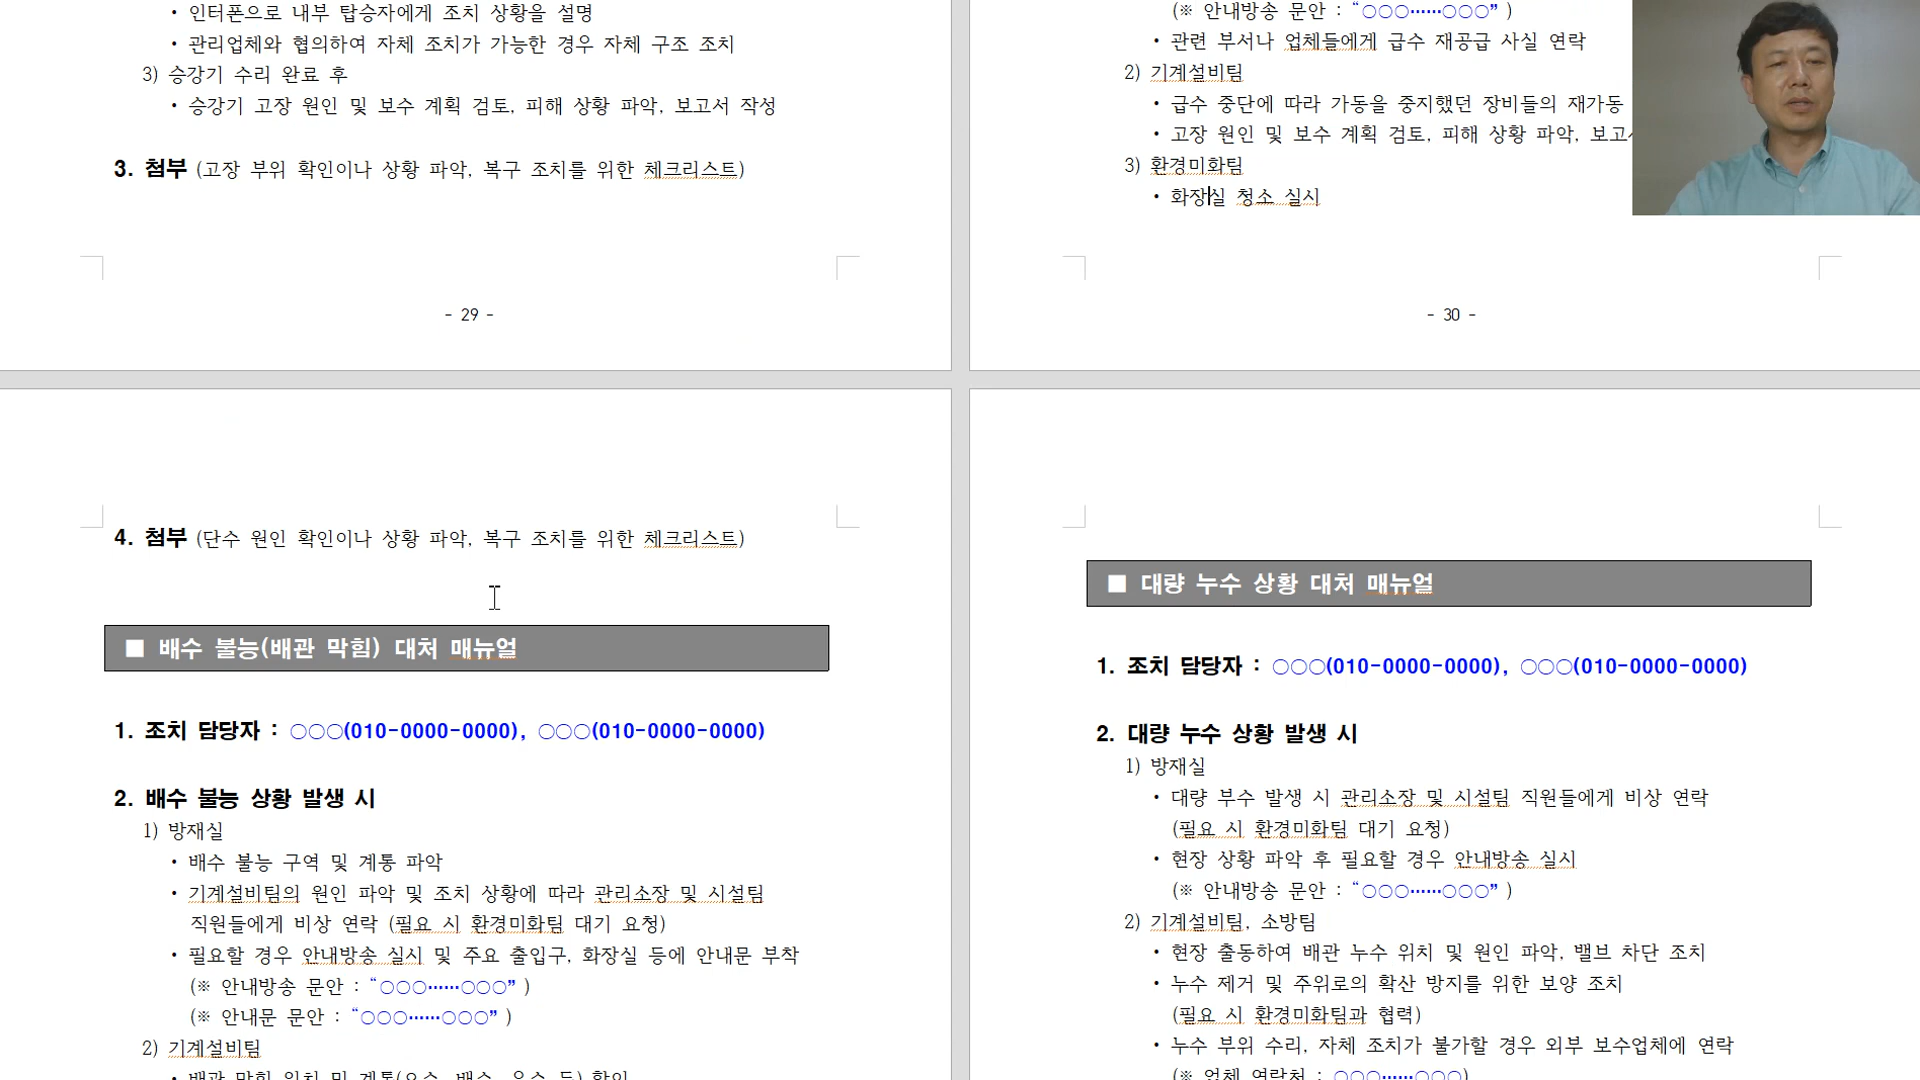 • 인터폰으로 내부 탑승자에게 조치 상황을 설명
• 관리업체와 협의하여 자체 조치가 가능한 경우 자체 구조 조치
3) 승강기 수리 완료 후
• 승강기 고장 원인 및 보수 계획 검토, 피해 상황 파악, 보고서 작성
3. 첨부 (고장 부위 확인이나 상황 파악, 복구 조치를 위한 체크리스트)
- 29 -
(※ 안내방송 문안 : “○○○······○○○” )
• 관련 부서나 업체들에게 급수 재공급 사실 연락
2) 기계설비팀
• 급수 중단에 따라 가동을 중지했던 장비들의 재가동
• 고장 원인 및 보수 계획 검토, 피해 상황 파악, 보고
3) 환경미화팀
• 화장실 청소 실시
- 30 -
4. 첨부 (단수 원인 확인이나 상황 파악, 복구 조치를 위한 체크리스트)
■ 배수 불능(배관 막힘) 대처 매뉴얼
1. 조치 담당자 : ○○○(010-0000-0000), ○○○(010-0000-0000)
2. 배수 불능 상황 발생 시
1) 방재실
• 배수 불능 구역 및 계통 파악
• 기계설비팀의 원인 파악 및 조치 상황에 따라 관리소장 및 시설팀
직원들에게 비상 연락 (필요 시 환경미화팀 대기 요청)
• 필요할 경우 안내방송 실시 및 주요 출입구, 화장실 등에 안내문 부착
(※ 안내방송 문안 : “○○○······○○○” )
(※ 안내문 문안 : “○○○······○○○” )
2) 기계설비팀
• 배관 막힘 위치 및 계통(오수, 배수, 우수 등) 확인
■ 대량 누수 상황 대처 매뉴얼
1. 조치 담당자 : ○○○(010-0000-0000), ○○○(010-0000-0000)
2. 대량 누수 상황 발생 시
1) 방재실
• 대량 부수 발생 시 관리소장 및 시설팀 직원들에게 비상 연락
(필요 시 환경미화팀 대기 요청)
• 현장 상황 파악 후 필요할 경우 안내방송 실시
(※ 안내방송 문안 : “○○○······○○○” )
2) 기계설비팀, 소방팀
• 현장 출동하여 배관 누수 위치 및 원인 파악, 밸브 차단 조치
• 누수 제거 및 주위로의 확산 방지를 위한 보양 조치
(필요 시 환경미화팀과 협력)
• 누수 부위 수리, 자체 조치가 불가할 경우 외부 보수업체에 연락
(※ 업체 연락처 : ○○○······○○○)